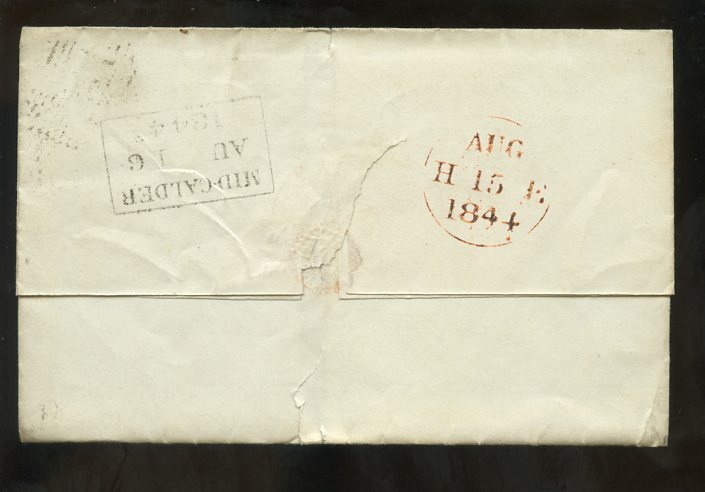 MID-CALDER
AU 16
1844
AUG
H 15 E
1844